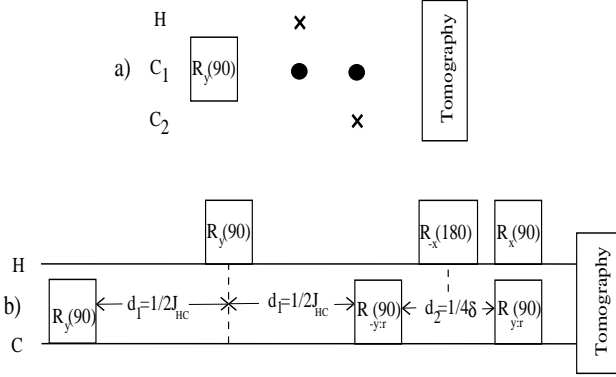 H
a) C1 Ry(90)
C2
Tomography
Ry(90) R-x(180) Rx(90)
H
b) Ry(90) d1=1/2JHC d1=1/2JHC R-y:r(90) d2=1/4δ Ry:r(90)
C
Tomography